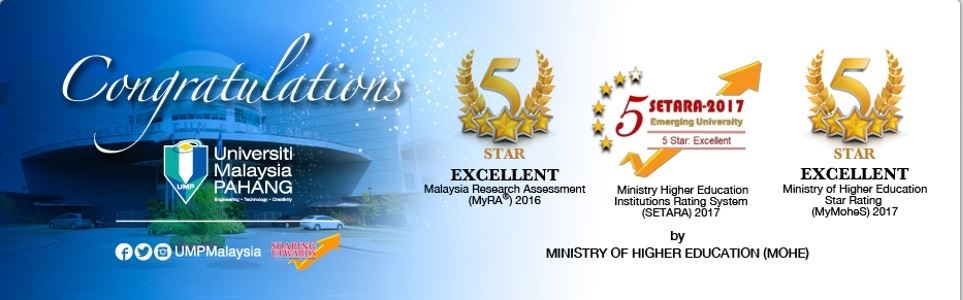 Congratulations
UMP
Universiti
Malaysia
PAHANG
Engineering • Technology • Creativity
UMPMalaysia
SOARING
UPWARDS
5
STAR
EXCELLENT
Malaysia Research Assessment
(MyRA®) 2016
5
SETARA-2017
Emerging University
5 Star: Excellent
Ministry Higher Education
Institutions Rating System
(SETARA) 2017
5
STAR
EXCELLENT
Ministry of Higher Education
Star Rating
(MyMoheS) 2017
by
MINISTRY OF HIGHER EDUCATION (MOHE)